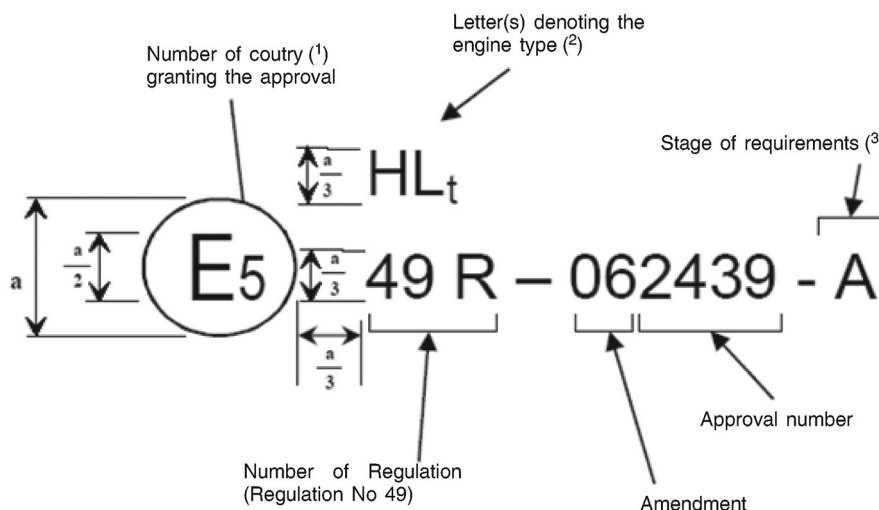 Letter(s) denoting the
engine type (2)
Number of coutry (1)
granting the approval
Stage of requirements (3
a
3
HLt
a
a
2
E5
a
3
49 R – 062439 - A
a
3
Approval number
Number of Regulation
(Regulation No 49)
Amendment